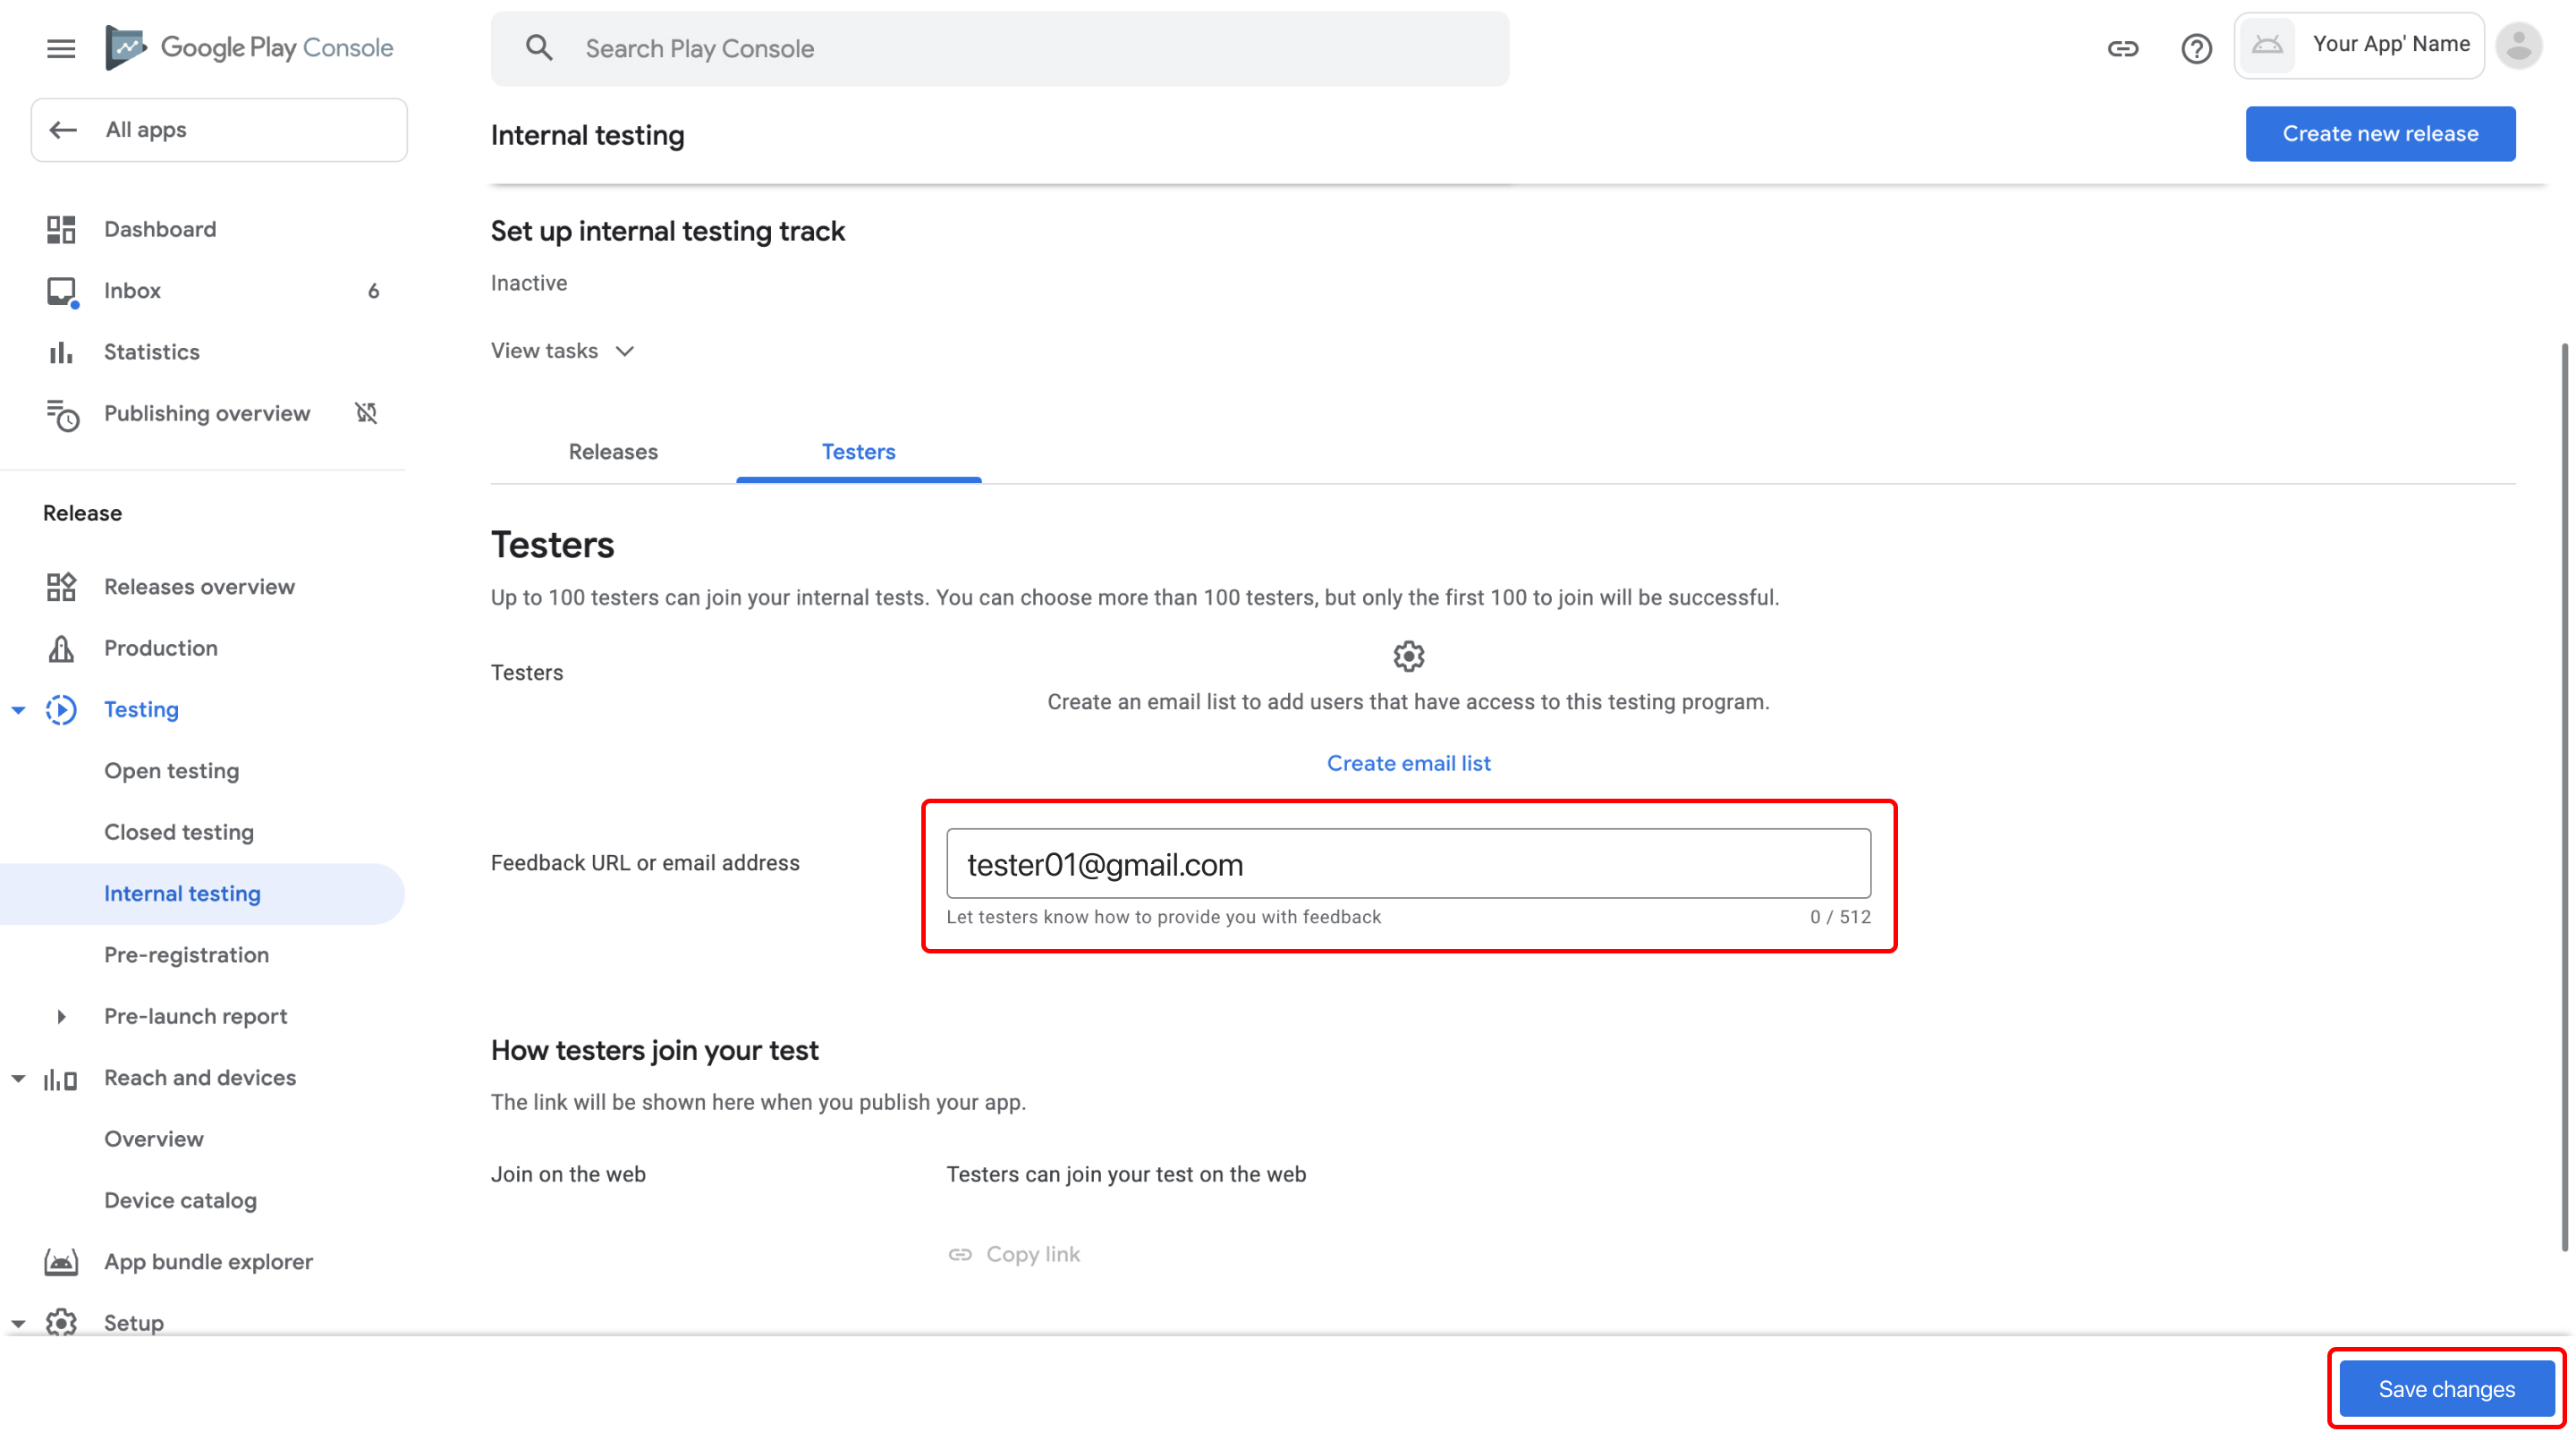 Google Play Console
Search Play Console
Your App' Name
All apps
Internal testing
Create new release
Dashboard
Inbox 6
Statistics
Publishing overview
Release
Releases overview
Production
Testing
Open testing
Closed testing
Internal testing
Pre-registration
Pre-launch report
Reach and devices
Overview
Device catalog
App bundle explorer
Setup
Set up internal testing track
Inactive
View tasks
Releases Testers
Testers
Up to 100 testers can join your internal tests. You can choose more than 100 testers, but only the first 100 to join will be successful.
Testers
Create an email list to add users that have access to this testing program.
Create email list
Feedback URL or email address
tester01@gmail.com
Let testers know how to provide you with feedback 0 / 512
How testers join your test
The link will be shown here when you publish your app.
Join on the web
Testers can join your test on the web
Copy link
Save changes